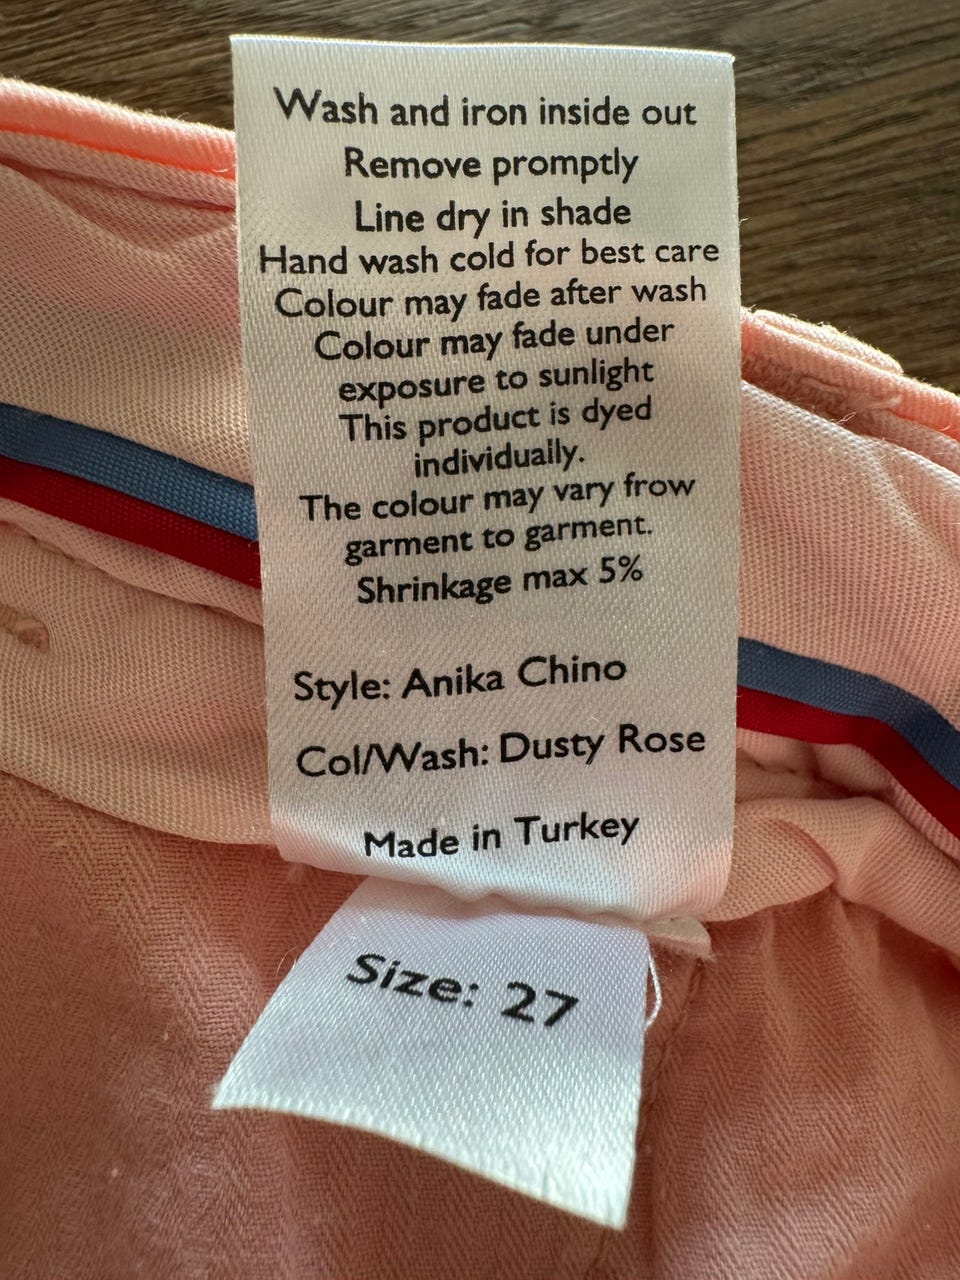 Wash and iron inside out
Remove promptly
Line dry in shade
Hand wash cold for best care
Colour may fade after wash
Colour may fade under
exposure to sunlight
This product is dyed
individually.
The colour may vary frow
garment to garment.
Shrinkage max 5%
Style: Anika Chino
Col/Wash: Dusty Rose
Made in Turkey
Size: 27